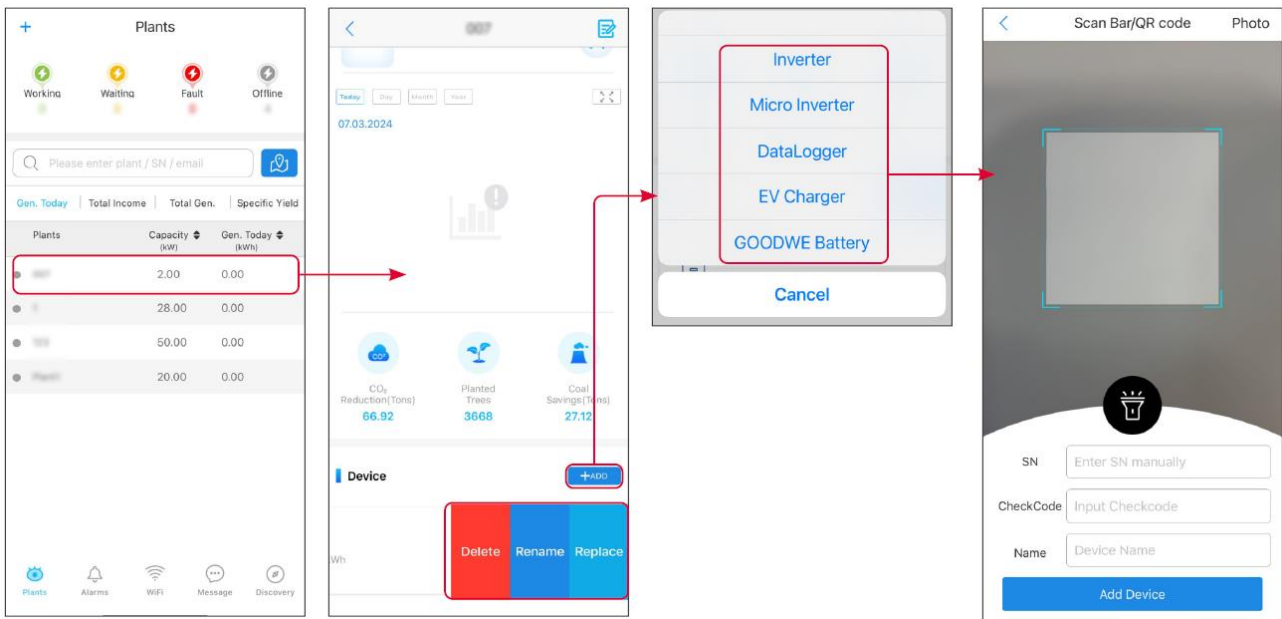 Plants
Working
Waiting
Fault
Offline
Please enter plant / SN / email
Gen. Today
Total Income
Total Gen.
Specific Yield
Plants
Capacity
(kW)
Gen. Today
(kWh)
2.00
0.00
28.00
0.00
50.00
0.00
20.00
0.00
Plants
Alarms
WiFi
Message
Discovery
007
Today
Day
Month
Year
07.03.2024
CO₂
CO₂
Reduction(Tons)
66.92
Planted
Trees
3668
Coal
Savings(Tons)
27.12
Device
+ADD
Wh
Delete
Rename
Replace
Inverter
Micro Inverter
DataLogger
EV Charger
GOODWE Battery
Cancel
Scan Bar/QR code
Photo
SN
Enter SN manually
CheckCode
Input Checkcode
Name
Device Name
Add Device